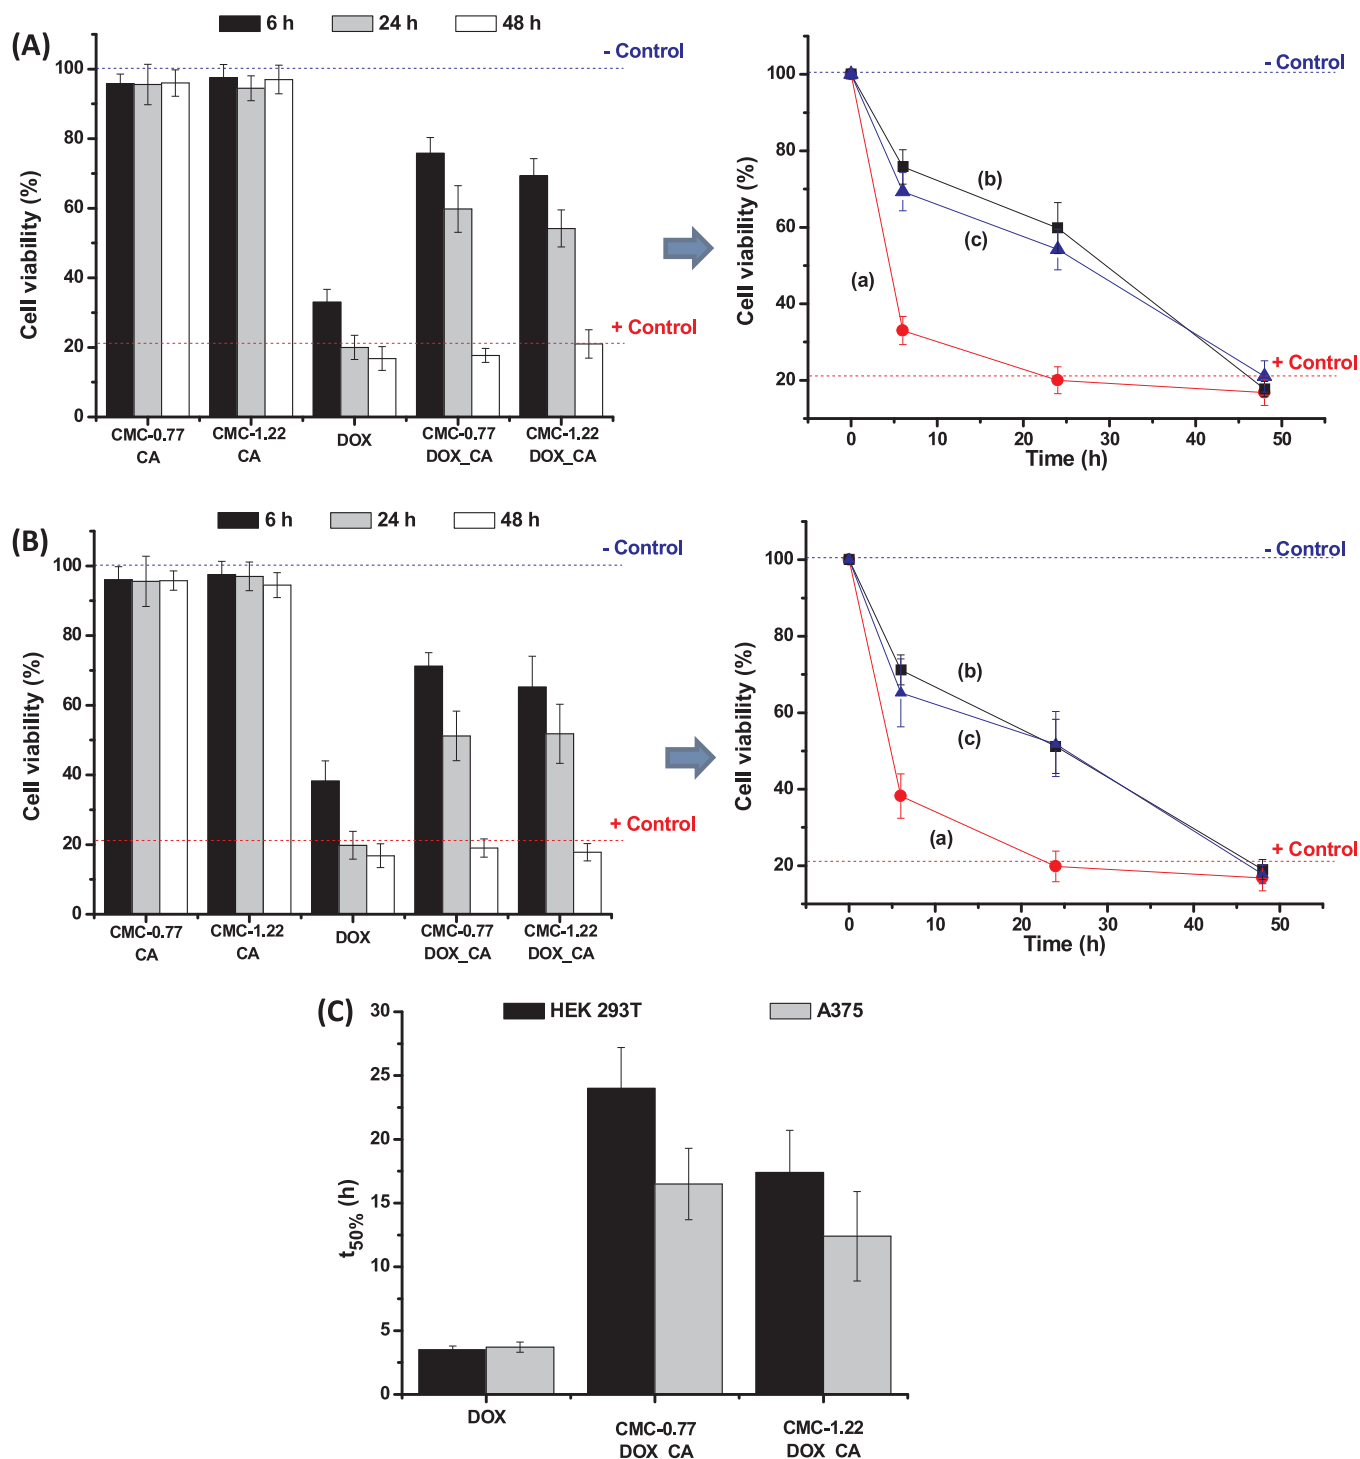 (A)
6 h
24 h
48 h
- Control
+ Control
Cell viability (%)
100
80
60
40
20
0
CMC-0.77
CA
CMC-1.22
CA
DOX
CMC-0.77
DOX_CA
CMC-1.22
DOX_CA
- Control
+ Control
(a)
(b)
(c)
Cell viability (%)
100
80
60
40
20
0 10 20 30 40 50
Time (h)
(B)
6 h
24 h
48 h
- Control
+ Control
Cell viability (%)
100
80
60
40
20
0
CMC-0.77
CA
CMC-1.22
CA
DOX
CMC-0.77
DOX_CA
CMC-1.22
DOX_CA
- Control
+ Control
(b)
(c)
(a)
Cell viability (%)
100
80
60
40
20
0 10 20 30 40 50
Time (h)
(C)
HEK 293T
A375
t50% (h)
30
25
20
15
10
5
0
DOX
CMC-0.77
DOX CA
CMC-1.22
DOX CA